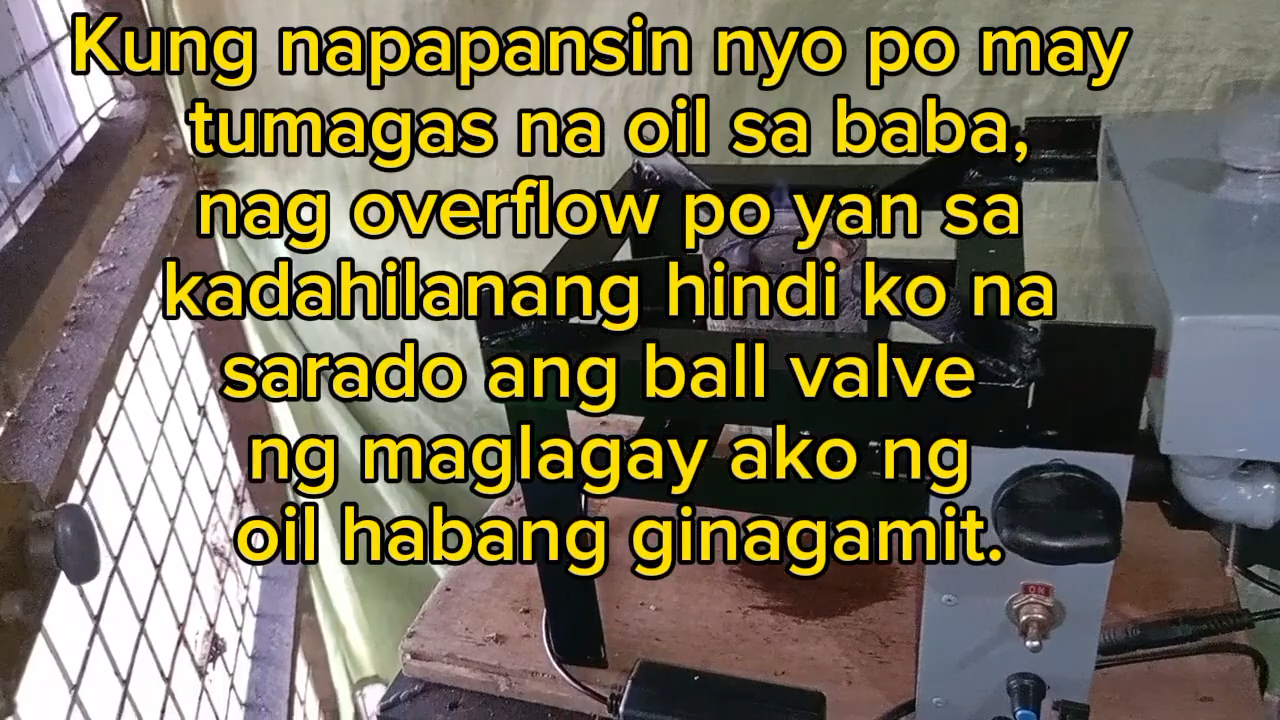 Kung napapansin nyo po may
tumagas na oil sa baba,
nag overflow po yan sa
kadahilanang hindi ko na
sarado ang ball valve
ng maglagay ako ng
oil habang ginagamit.
ON